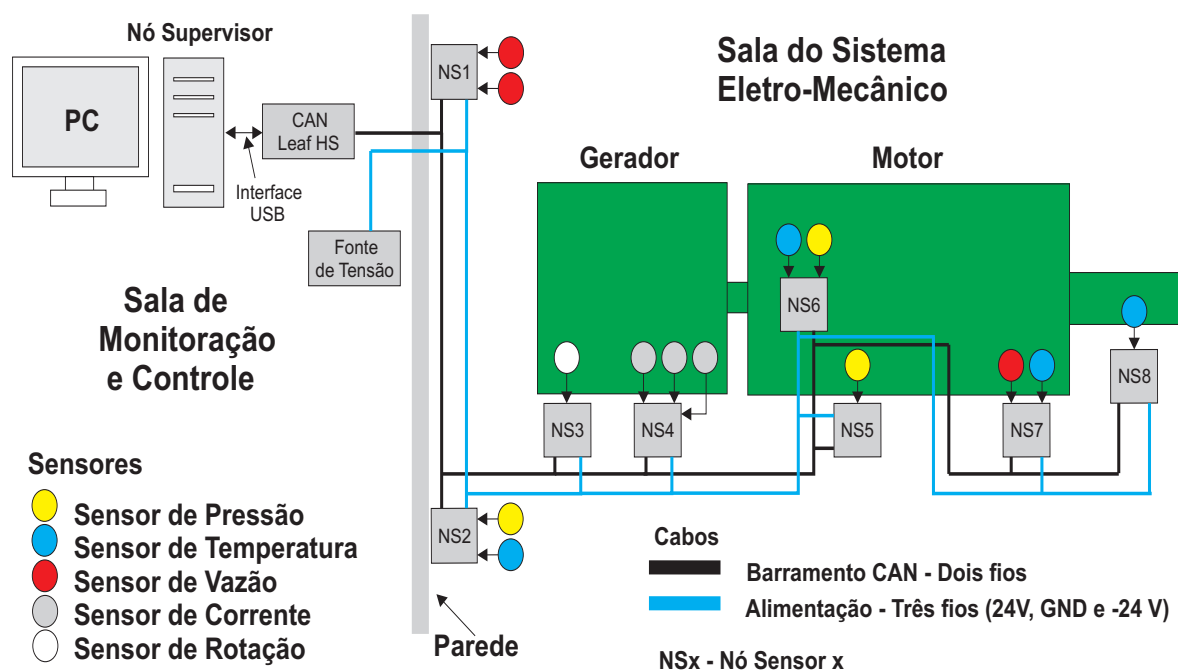 Nó Supervisor
PC
CAN
Leaf HS
Interface
USB
Fonte
de Tensão
Sala de
Monitoração
e Controle
NS1
Sala do Sistema
Eletro-Mecânico
Gerador
Motor
NS6
NS8
NS3
NS4
NS5
NS7
NS2
Sensores
Sensor de Pressão
Sensor de Temperatura
Sensor de Vazão
Sensor de Corrente
Sensor de Rotação
Parede
Cabos
Barramento CAN - Dois fios
Alimentação - Três fios (24V, GND e -24 V)
NSx - Nó Sensor x